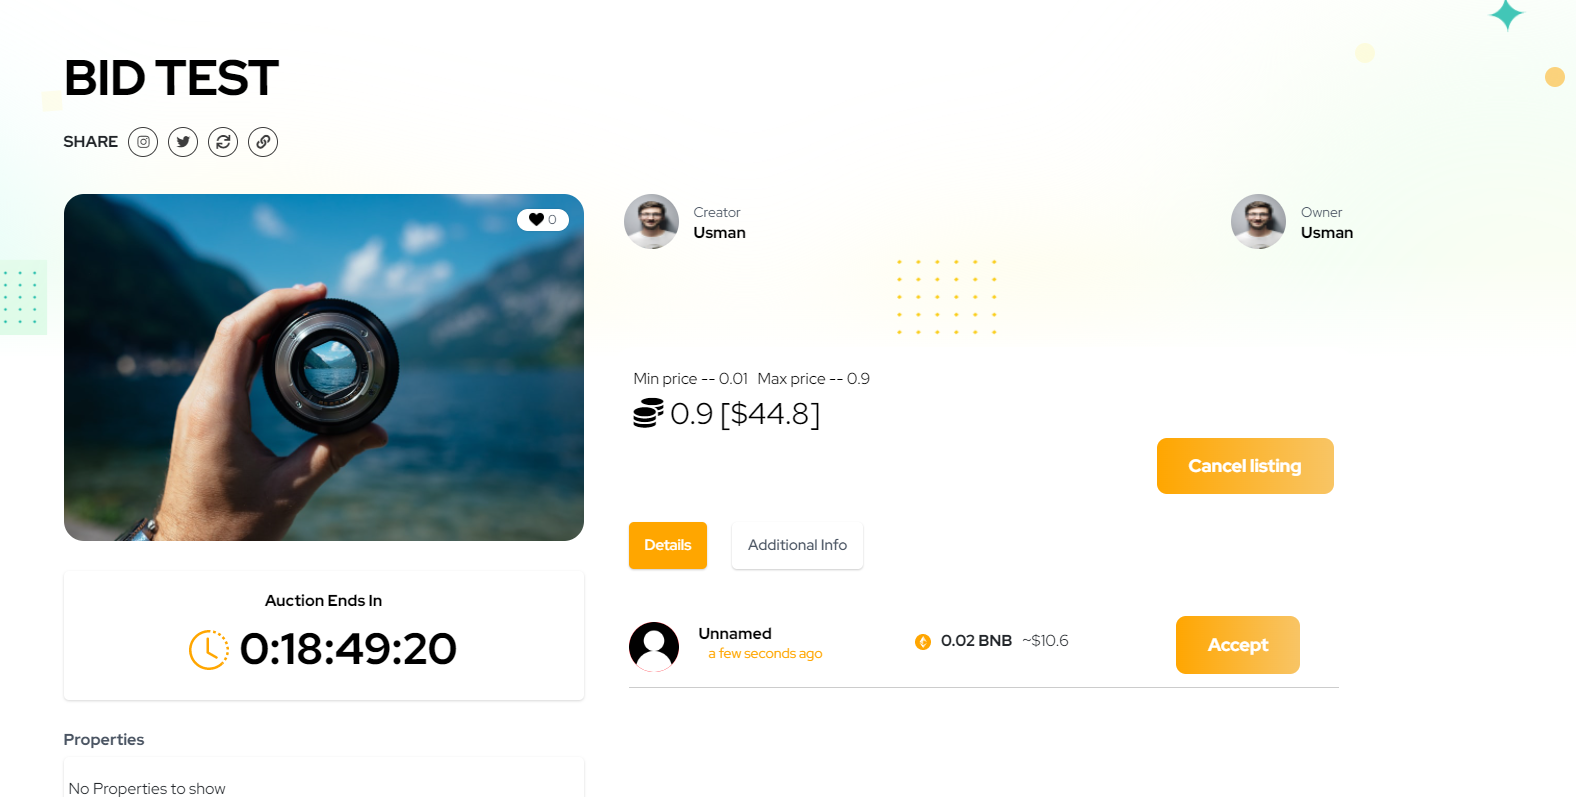 BID TEST
SHARE
0
Creator
Usman
Owner
Usman
Min price -- 0.01 Max price -- 0.9
0.9 [$44.8]
Cancel listing
Details
Additional Info
Auction Ends In
0:18:49:20
Unnamed
a few seconds ago
0.02 BNB ~$10.6
Accept
Properties
No Properties to show